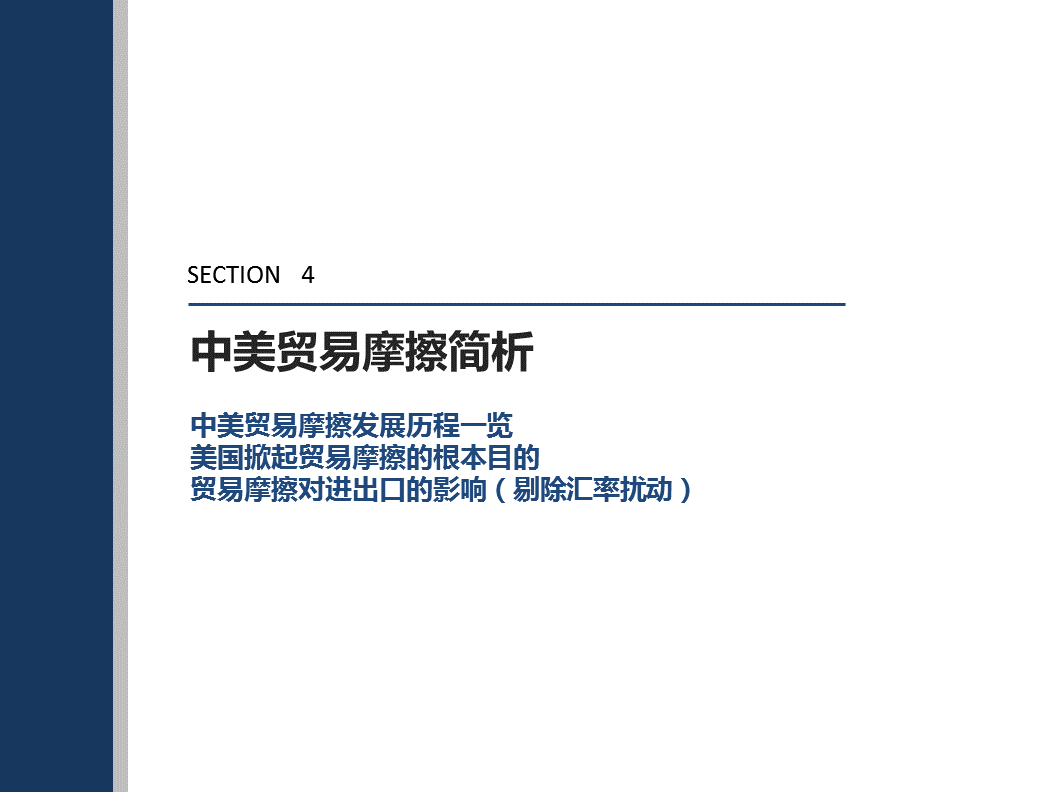 SECTION 4
中美贸易摩擦简析
中美贸易摩擦发展历程一览
美国掀起贸易摩擦的根本目的
贸易摩擦对进出口的影响（剔除汇率扰动）